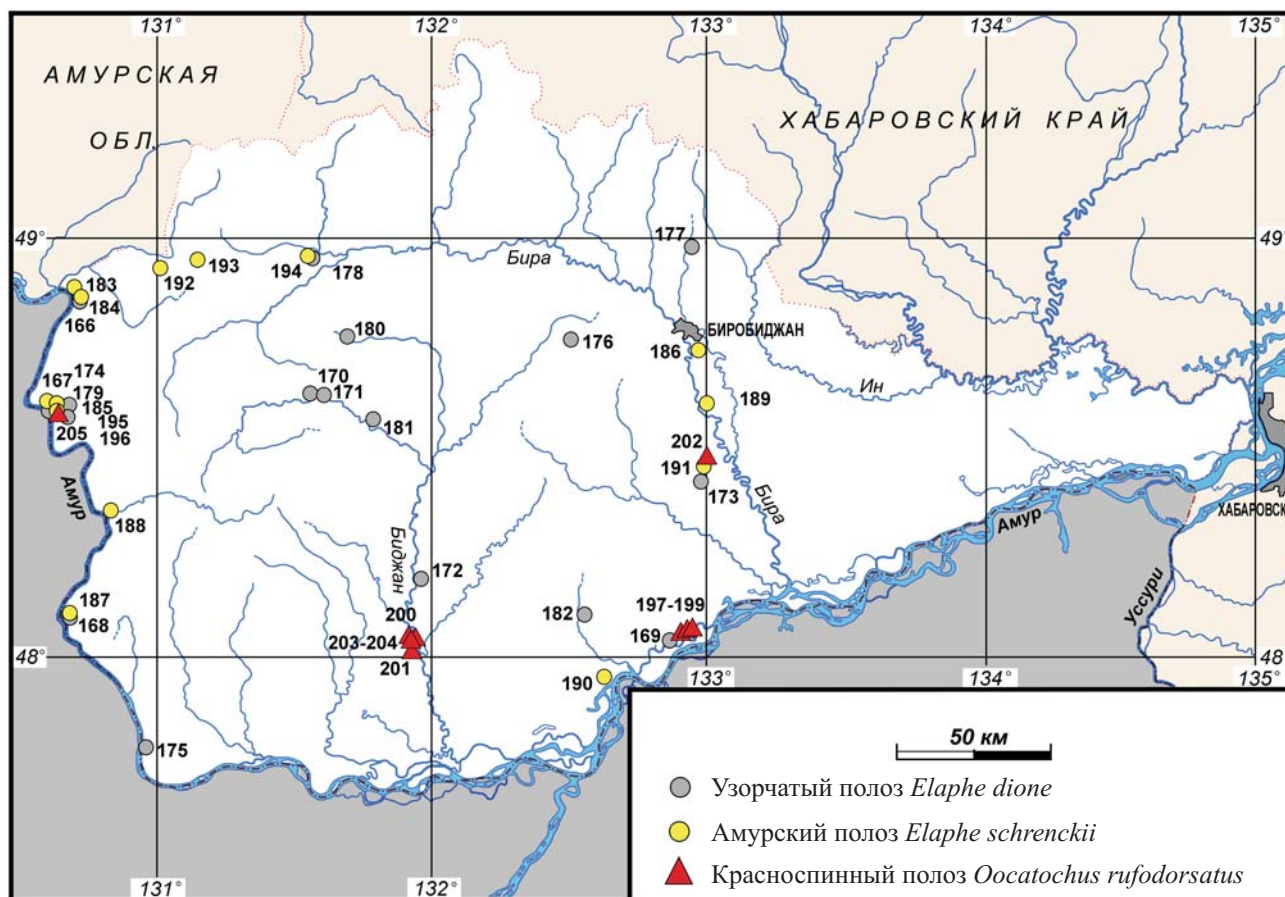 131° 132° 133° 134° 135°
АМУРСКАЯ
ОБЛ.
ХАБАРОВСКИЙ КРАЙ
49° 49°
177
Бира
193
194 178
192
183
184
166
180
176
БИРОБИДЖАН
186
Ин
167 174
179
170
171
185
195
196
205
181
189
202
191
173
Амур
188
Бира
Амур
ХАБАРОВСК
Биджан
172
Уссури
187
168
200
203-204
201
182
197-199
169
48° 48
190
133° 134° 135°
175
50 км
Узорчатый полоз Elaphe dione
Амурский полоз Elaphe schrenckii
Красноспинный полоз Oocatochus rufodorsatus
131° 132°